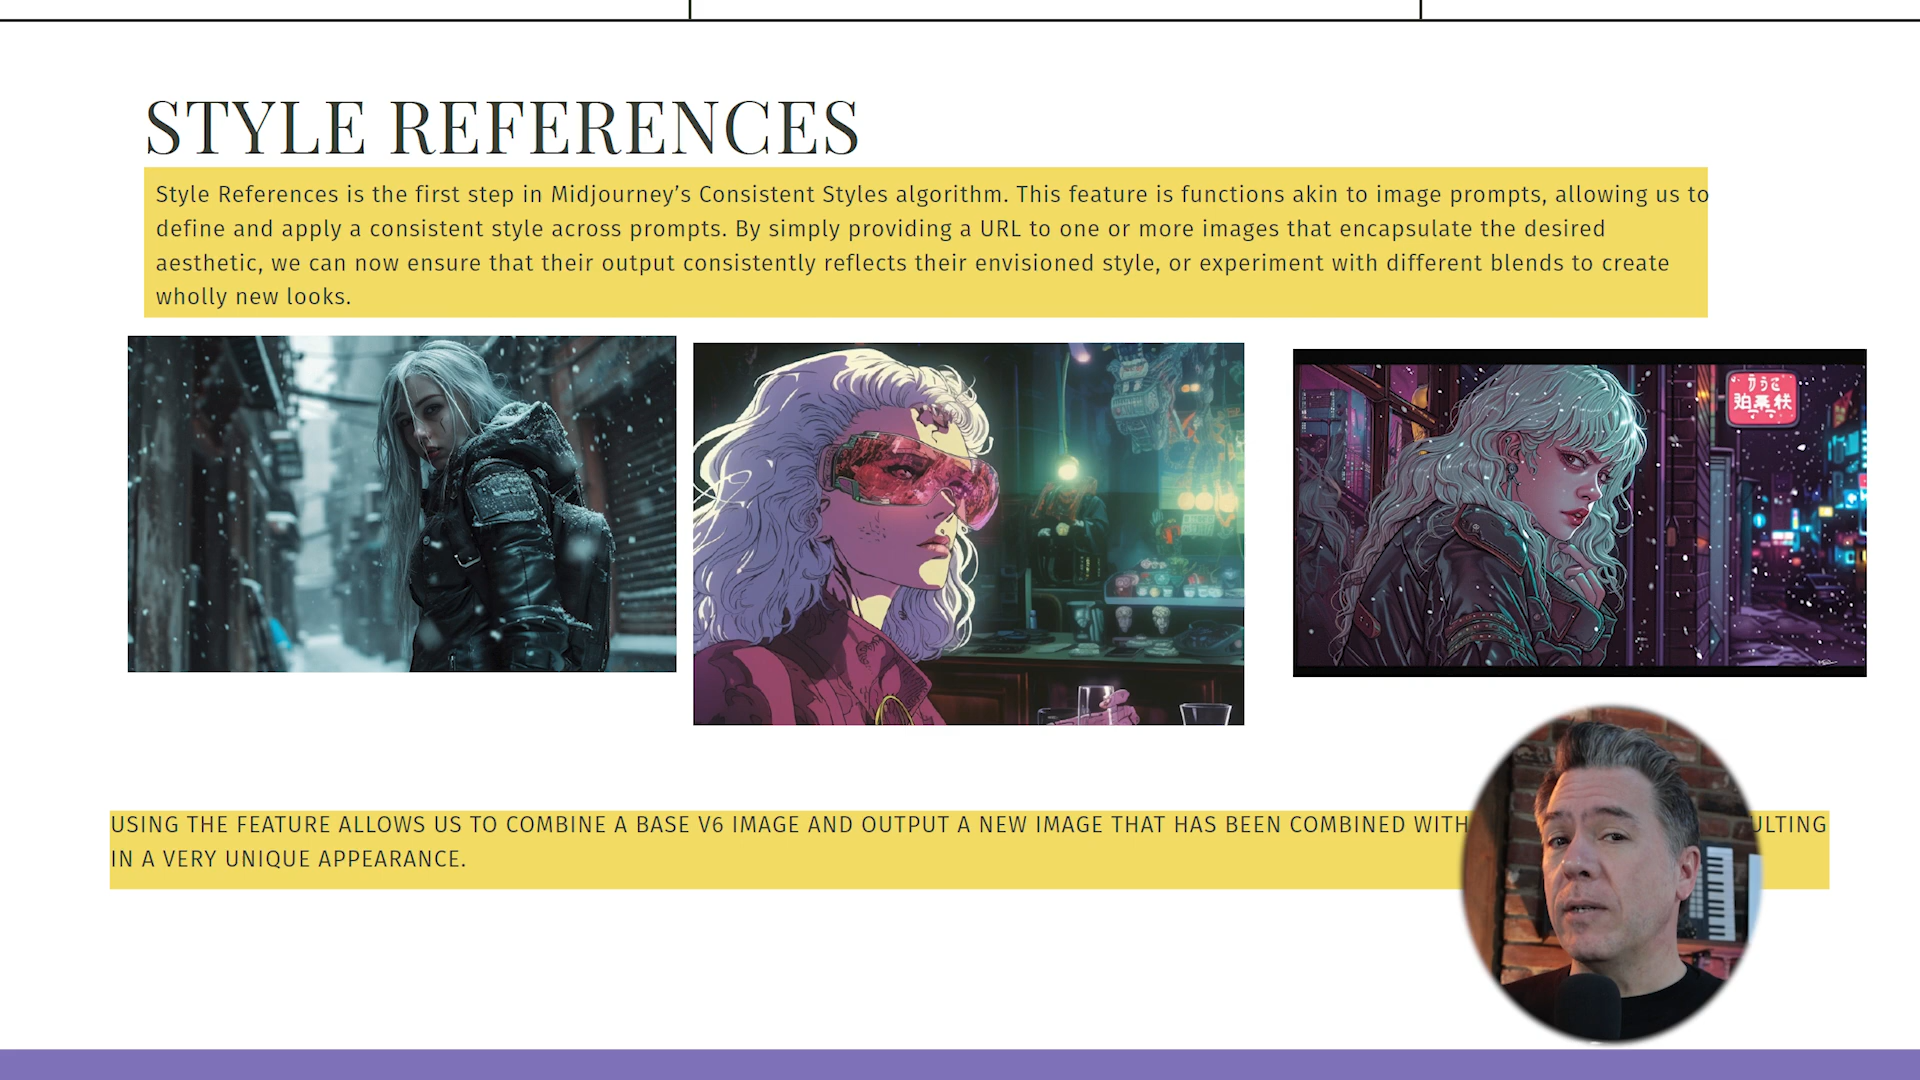 STYLE REFERENCES
Style References is the first step in Midjourney’s Consistent Styles algorithm. This feature is functions akin to image prompts, allowing us to
define and apply a consistent style across prompts. By simply providing a URL to one or more images that encapsulate the desired
aesthetic, we can now ensure that their output consistently reflects their envisioned style, or experiment with different blends to create
wholly new looks.
USING THE FEATURE ALLOWS US TO COMBINE A BASE V6 IMAGE AND OUTPUT A NEW IMAGE THAT HAS BEEN COMBINED WITH ULTING
IN A VERY UNIQUE APPEARANCE.